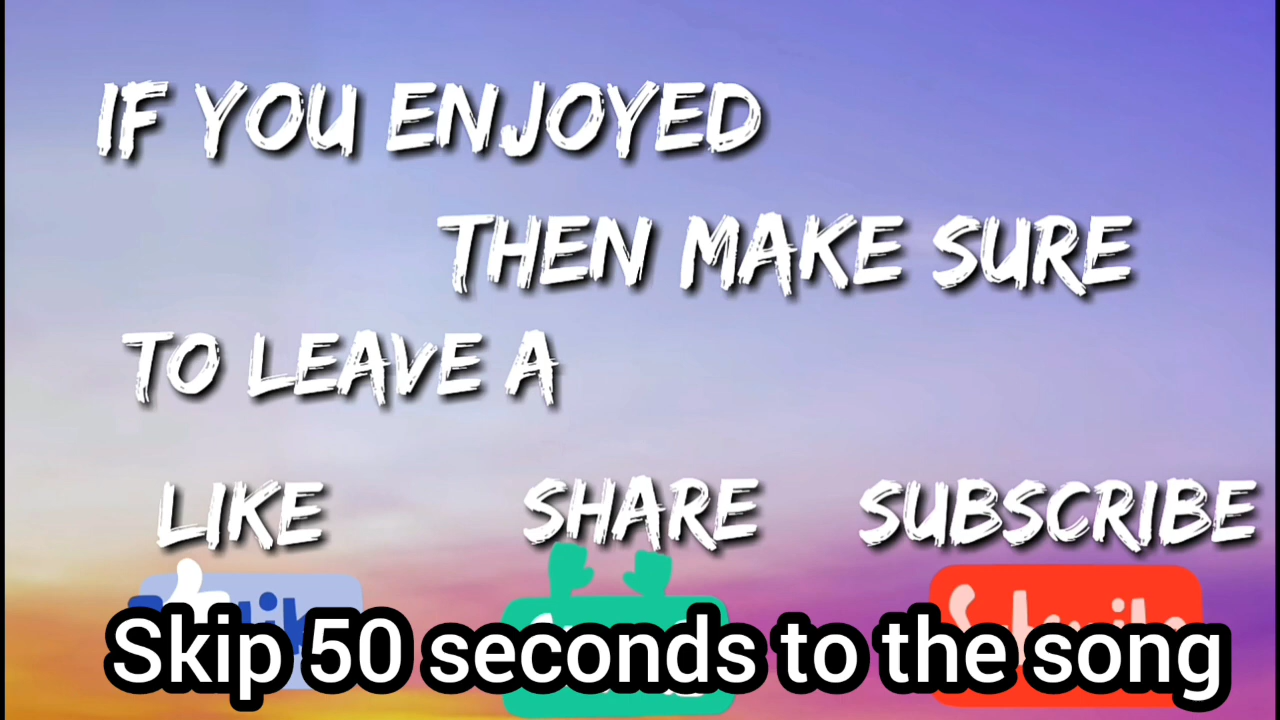 IF YOU ENJOYED
THEN MAKE SURE
TO LEAVE A
LIKE SHARE SUBSCRIBE
Skip 50 seconds to the song